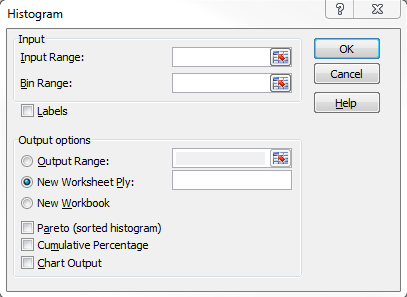 Histogram
?
Input
Input Range:
Bin Range:
Labels
OK
Cancel
Help
Output options
Output Range:
New Worksheet Ply:
New Workbook
Pareto (sorted histogram)
Cumulative Percentage
Chart Output